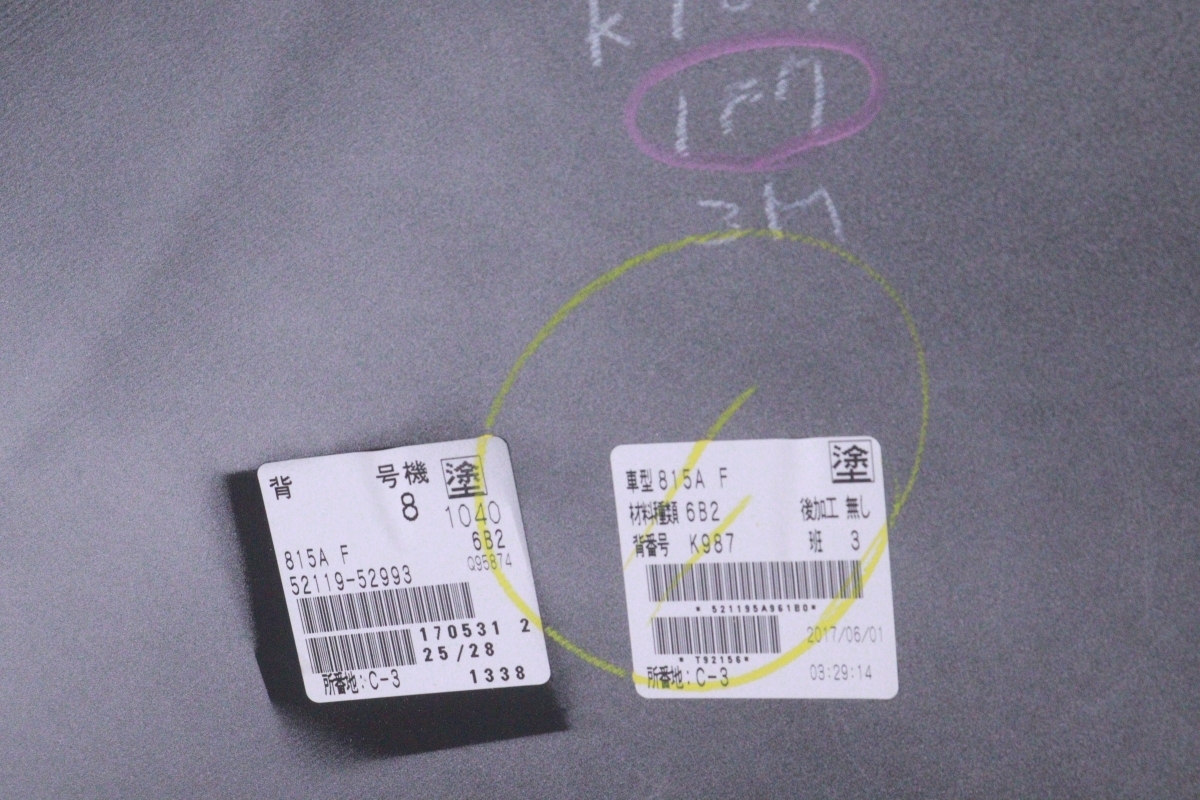 3M
背 号機 塗
8 1040
6B2
815A F Q95874
52119-52993
170531 2
25/28
所番地:C-3 1338
車型 815A F 塗
材料種類 6B2 後加工 無し
背番号 K987 班 3
* 521195A961B0*
2017/06/01
* T92156*
所番地:C-3 03:29:14